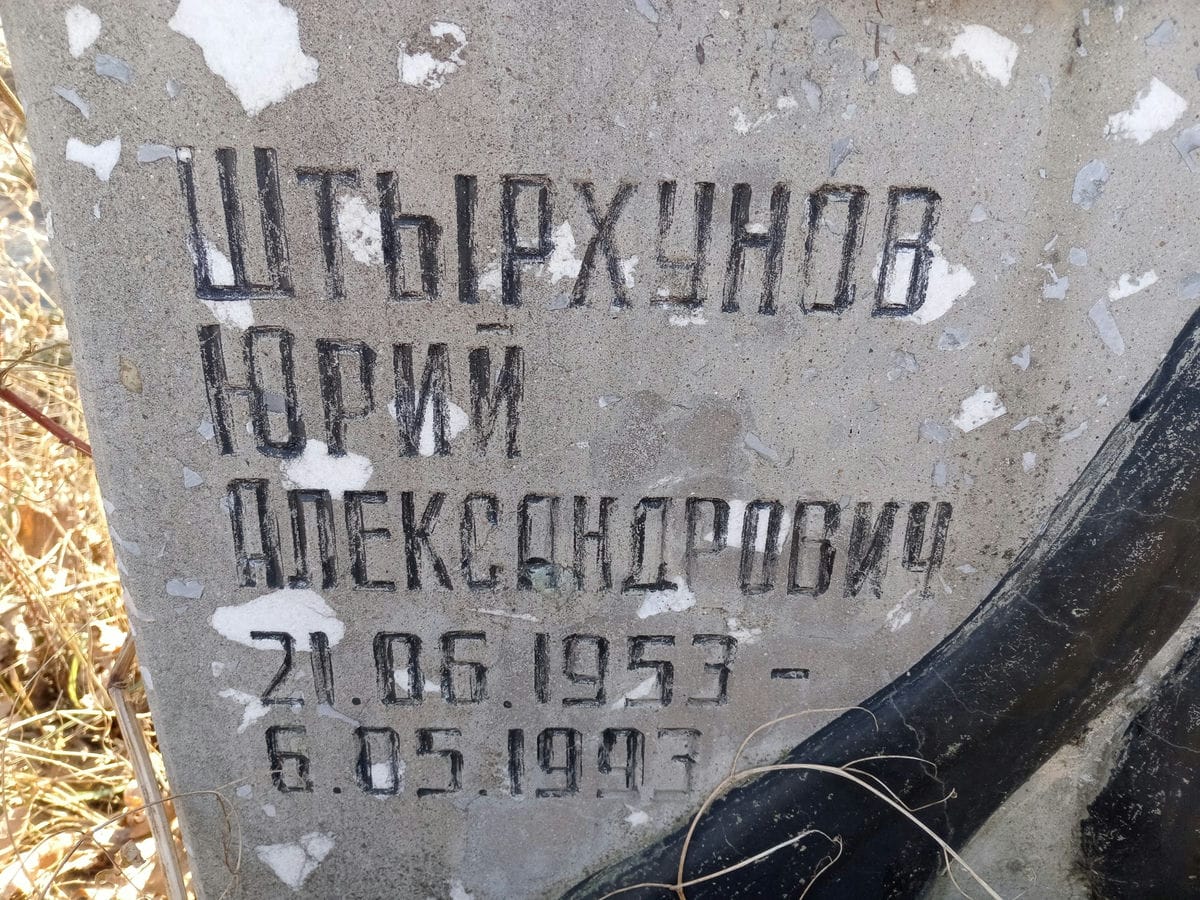 ШТЫРХУНОВ
ЮРИЙ
АЛЕКСАНДРОВИЧ
21.06.1953 -
6.05.1993